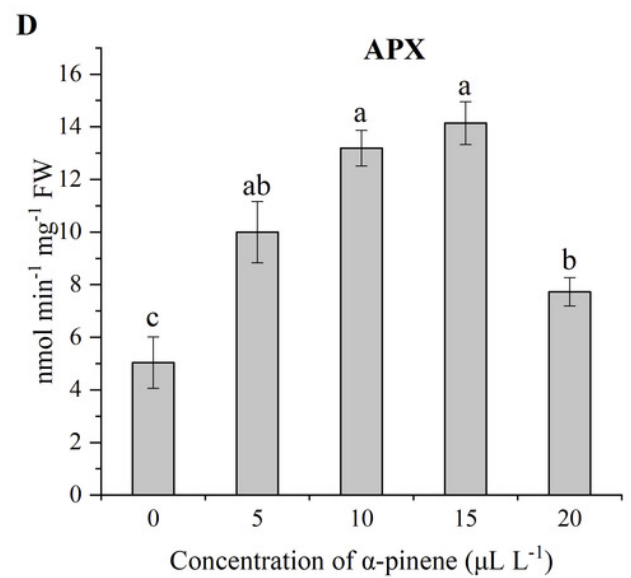 D
APX
16
14
12
10
8
6
4
2
0
nmol min⁻¹ mg⁻¹ FW
c
ab
a
a
b
0 5 10 15 20
Concentration of α-pinene (μL L⁻¹)